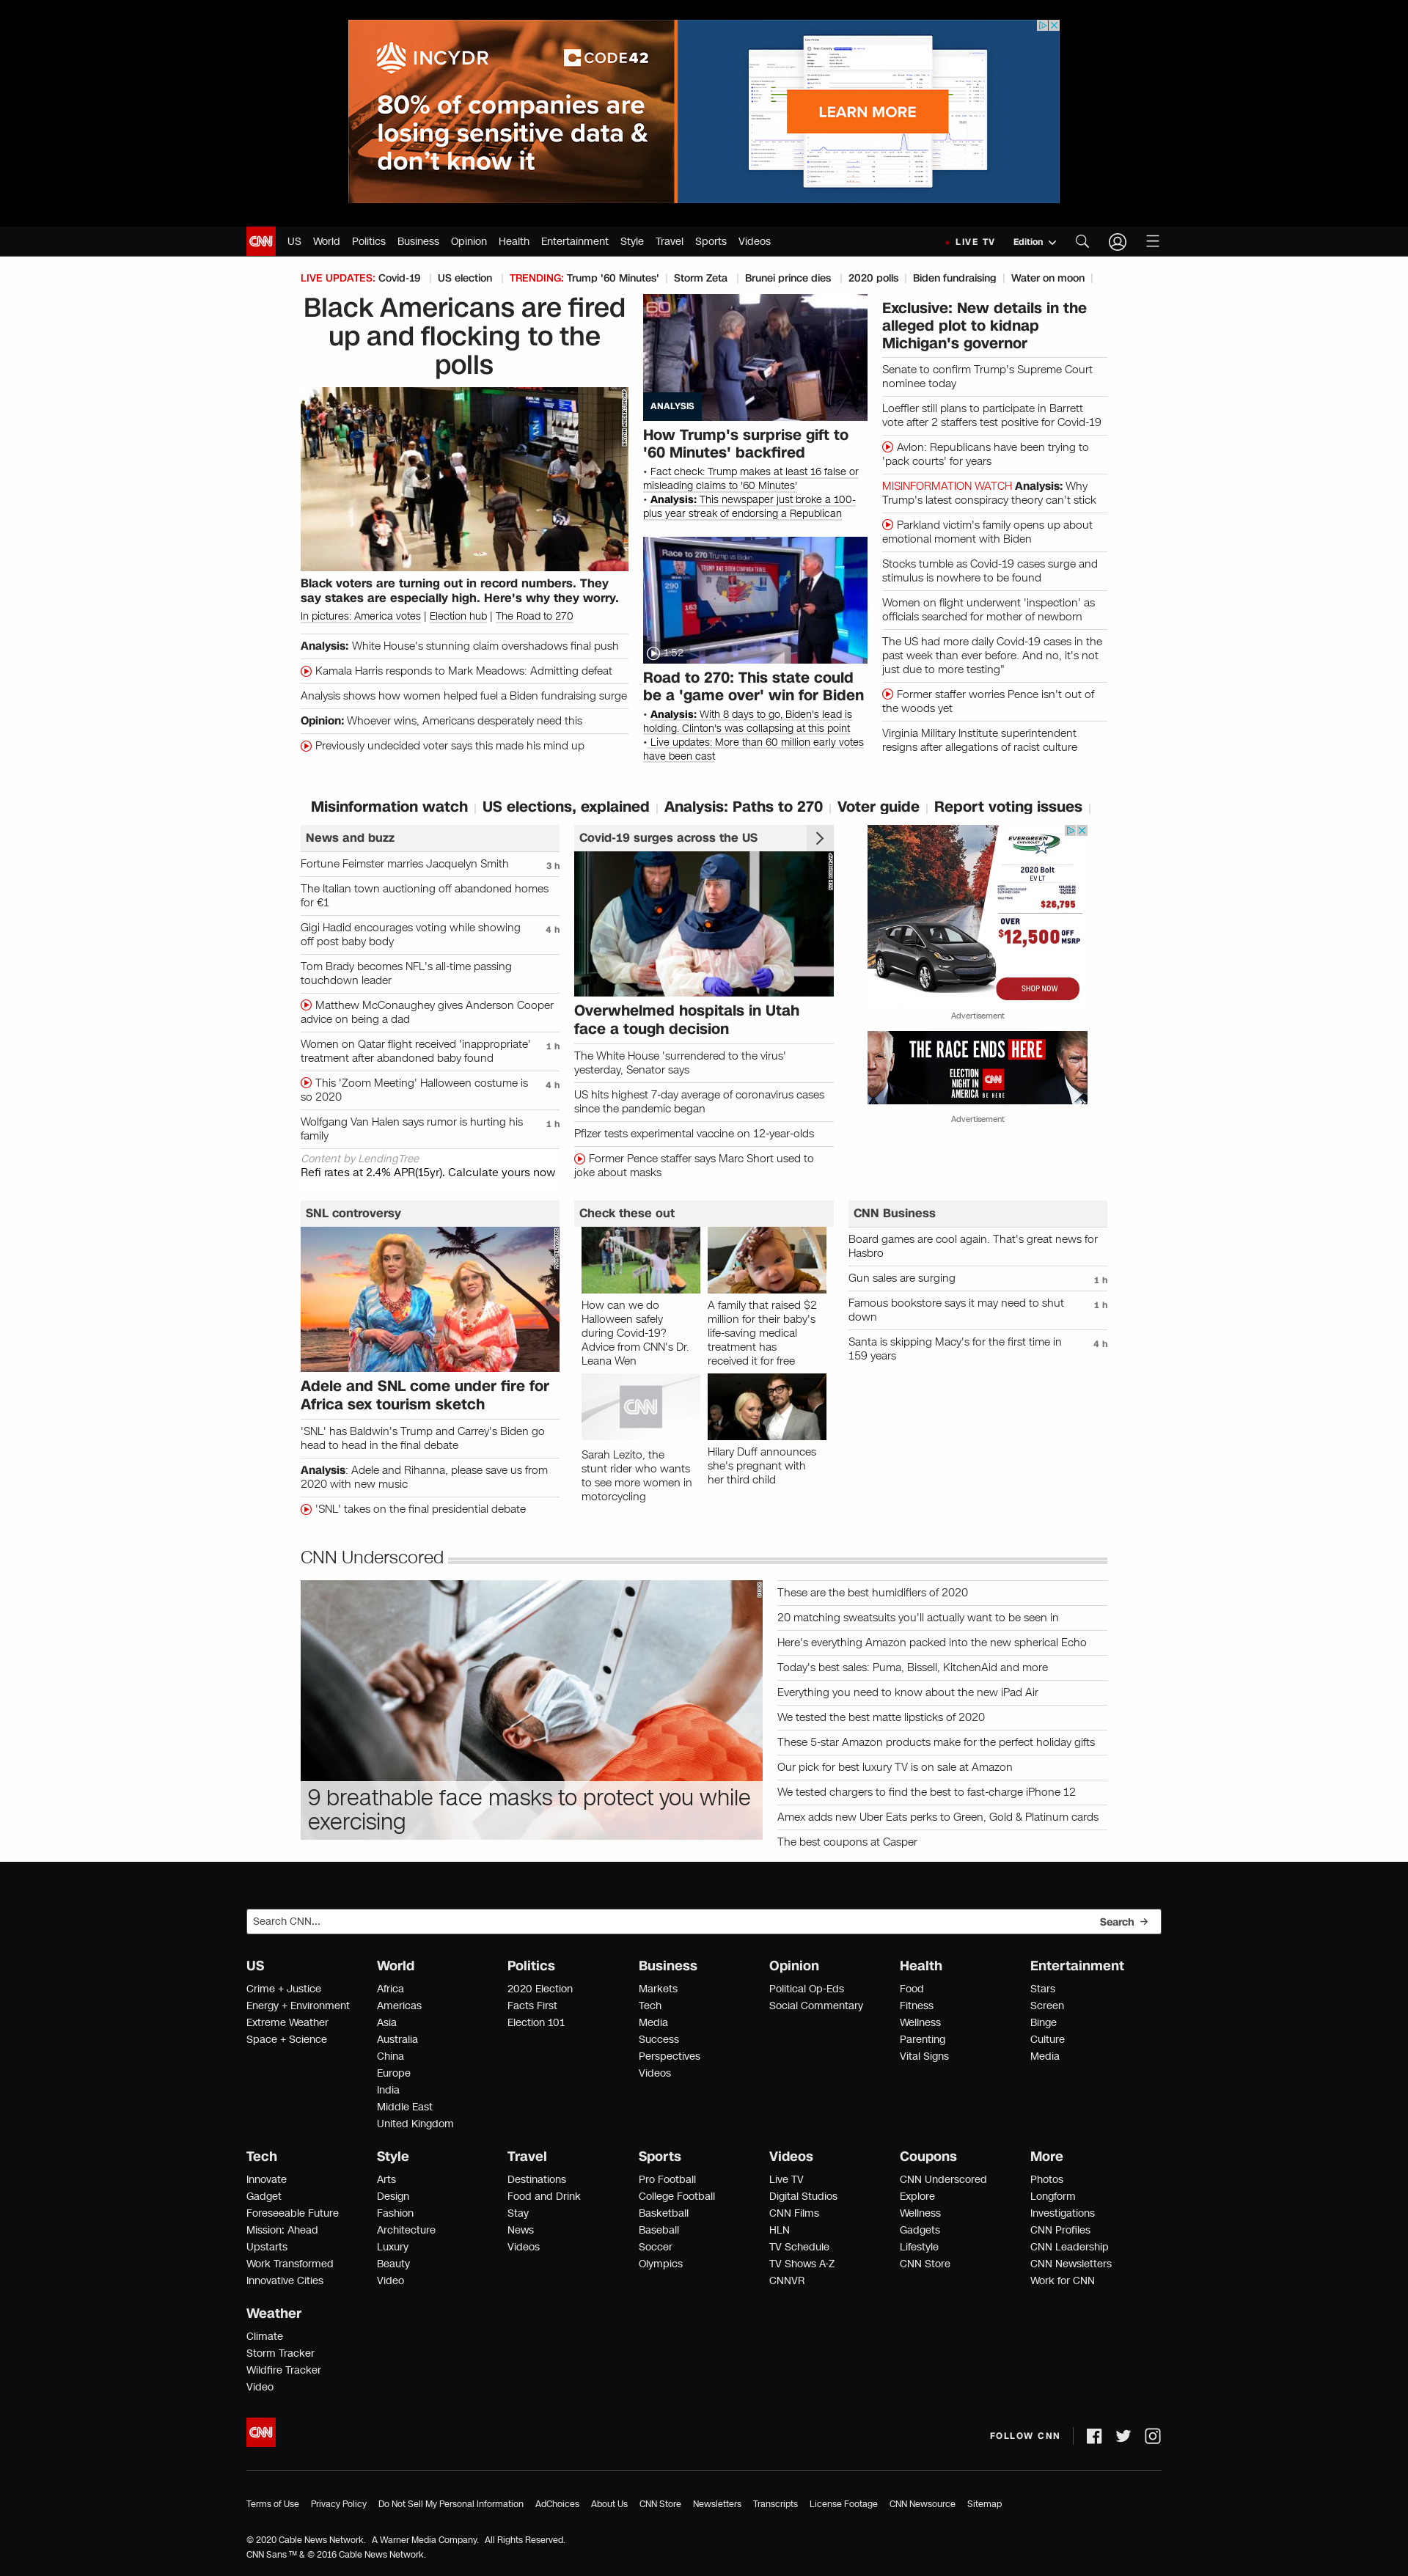 INCYDR
CODE42
80% of companies are
losing sensitive data &
don't know it
LEARN MORE
CNN US World Politics Business Opinion Health Entertainment Style Travel Sports Videos LIVE TV Edition
LIVE UPDATES: Covid-19 | US election | TRENDING: Trump '60 Minutes' | Storm Zeta | Brunei prince dies | 2020 polls | Biden fundraising | Water on moon |
Black Americans are fired
up and flocking to the
polls
Black voters are turning out in record numbers. They
say stakes are especially high. Here's why they worry.
In pictures: America votes | Election hub | The Road to 270
Analysis: White House's stunning claim overshadows final push
Kamala Harris responds to Mark Meadows: Admitting defeat
Analysis shows how women helped fuel a Biden fundraising surge
Opinion: Whoever wins, Americans desperately need this
Previously undecided voter says this made his mind up
60
MINUTES
ANALYSIS
How Trump's surprise gift to
'60 Minutes' backfired
• Fact check: Trump makes at least 16 false or
misleading claims to '60 Minutes'
• Analysis: This newspaper just broke a 100-
plus year streak of endorsing a Republican
Race to 270 Trump vs Biden
290
163
1:52
Road to 270: This state could
be a 'game over' win for Biden
• Analysis: With 8 days to go, Biden's lead is
holding. Clinton's was collapsing at this point
• Live updates: More than 60 million early votes
have been cast
Exclusive: New details in the
alleged plot to kidnap
Michigan's governor
Senate to confirm Trump's Supreme Court
nominee today
Loeffler still plans to participate in Barrett
vote after 2 staffers test positive for Covid-19
Avlon: Republicans have been trying to
'pack courts' for years
MISINFORMATION WATCH Analysis: Why
Trump's latest conspiracy theory can't stick
Parkland victim's family opens up about
emotional moment with Biden
Stocks tumble as Covid-19 cases surge and
stimulus is nowhere to be found
Women on flight underwent 'inspection' as
officials searched for mother of newborn
The US had more daily Covid-19 cases in the
past week than ever before. And no, it's not
just due to more testing"
Former staffer worries Pence isn't out of
the woods yet
Virginia Military Institute superintendent
resigns after allegations of racist culture
Misinformation watch | US elections, explained | Analysis: Paths to 270 | Voter guide | Report voting issues |
News and buzz
Fortune Feimster marries Jacquelyn Smith 3 h
The Italian town auctioning off abandoned homes
for €1
Gigi Hadid encourages voting while showing 4 h
off post baby body
Tom Brady becomes NFL's all-time passing
touchdown leader
Matthew McConaughey gives Anderson Cooper
advice on being a dad
Women on Qatar flight received 'inappropriate' 1 h
treatment after abandoned baby found
This 'Zoom Meeting' Halloween costume is 4 h
so 2020
Wolfgang Van Halen says rumor is hurting his 1 h
family
Content by LendingTree
Refi rates at 2.4% APR(15yr). Calculate yours now
Covid-19 surges across the US
Overwhelmed hospitals in Utah
face a tough decision
The White House 'surrendered to the virus'
yesterday, Senator says
US hits highest 7-day average of coronavirus cases
since the pandemic began
Pfizer tests experimental vaccine on 12-year-olds
Former Pence staffer says Marc Short used to
joke about masks
EVERGREEN
CHEVROLET
2020 Bolt
EV LT
$26,795
OVER
$12,500 OFF
MSRP
SHOP NOW
Advertisement
THE RACE ENDS HERE
ELECTION
NIGHT IN
AMERICA
CNN
BE HERE
Advertisement
SNL controversy
Adele and SNL come under fire for
Africa sex tourism sketch
'SNL' has Baldwin's Trump and Carrey's Biden go
head to head in the final debate
Analysis: Adele and Rihanna, please save us from
2020 with new music
'SNL' takes on the final presidential debate
Check these out
How can we do
Halloween safely
during Covid-19?
Advice from CNN's Dr.
Leana Wen
A family that raised $2
million for their baby's
life-saving medical
treatment has
received it for free
CNN
Sarah Lezito, the
stunt rider who wants
to see more women in
motorcycling
Hilary Duff announces
she's pregnant with
her third child
CNN Business
Board games are cool again. That's great news for
Hasbro
Gun sales are surging 1 h
Famous bookstore says it may need to shut 1 h
down
Santa is skipping Macy's for the first time in 4 h
159 years
CNN Underscored
9 breathable face masks to protect you while
exercising
These are the best humidifiers of 2020
20 matching sweatsuits you'll actually want to be seen in
Here's everything Amazon packed into the new spherical Echo
Today's best sales: Puma, Bissell, KitchenAid and more
Everything you need to know about the new iPad Air
We tested the best matte lipsticks of 2020
These 5-star Amazon products make for the perfect holiday gifts
Our pick for best luxury TV is on sale at Amazon
We tested chargers to find the best to fast-charge iPhone 12
Amex adds new Uber Eats perks to Green, Gold & Platinum cards
The best coupons at Casper
Search CNN... Search →
US
Crime + Justice
Energy + Environment
Extreme Weather
Space + Science
World
Africa
Americas
Asia
Australia
China
Europe
India
Middle East
United Kingdom
Politics
2020 Election
Facts First
Election 101
Business
Markets
Tech
Media
Success
Perspectives
Videos
Opinion
Political Op-Eds
Social Commentary
Health
Food
Fitness
Wellness
Parenting
Vital Signs
Entertainment
Stars
Screen
Binge
Culture
Media
Tech
Innovate
Gadget
Foreseeable Future
Mission: Ahead
Upstarts
Work Transformed
Innovative Cities
Style
Arts
Design
Fashion
Architecture
Luxury
Beauty
Video
Travel
Destinations
Food and Drink
Stay
News
Videos
Sports
Pro Football
College Football
Basketball
Baseball
Soccer
Olympics
Videos
Live TV
Digital Studios
CNN Films
HLN
TV Schedule
TV Shows A-Z
CNNVR
Coupons
CNN Underscored
Explore
Wellness
Gadgets
Lifestyle
CNN Store
More
Photos
Longform
Investigations
CNN Profiles
CNN Leadership
CNN Newsletters
Work for CNN
Weather
Climate
Storm Tracker
Wildfire Tracker
Video
CNN
FOLLOW CNN
Terms of Use Privacy Policy Do Not Sell My Personal Information AdChoices About Us CNN Store Newsletters Transcripts License Footage CNN Newsource Sitemap
© 2020 Cable News Network. A Warner Media Company. All Rights Reserved.
CNN Sans ™ & © 2016 Cable News Network.